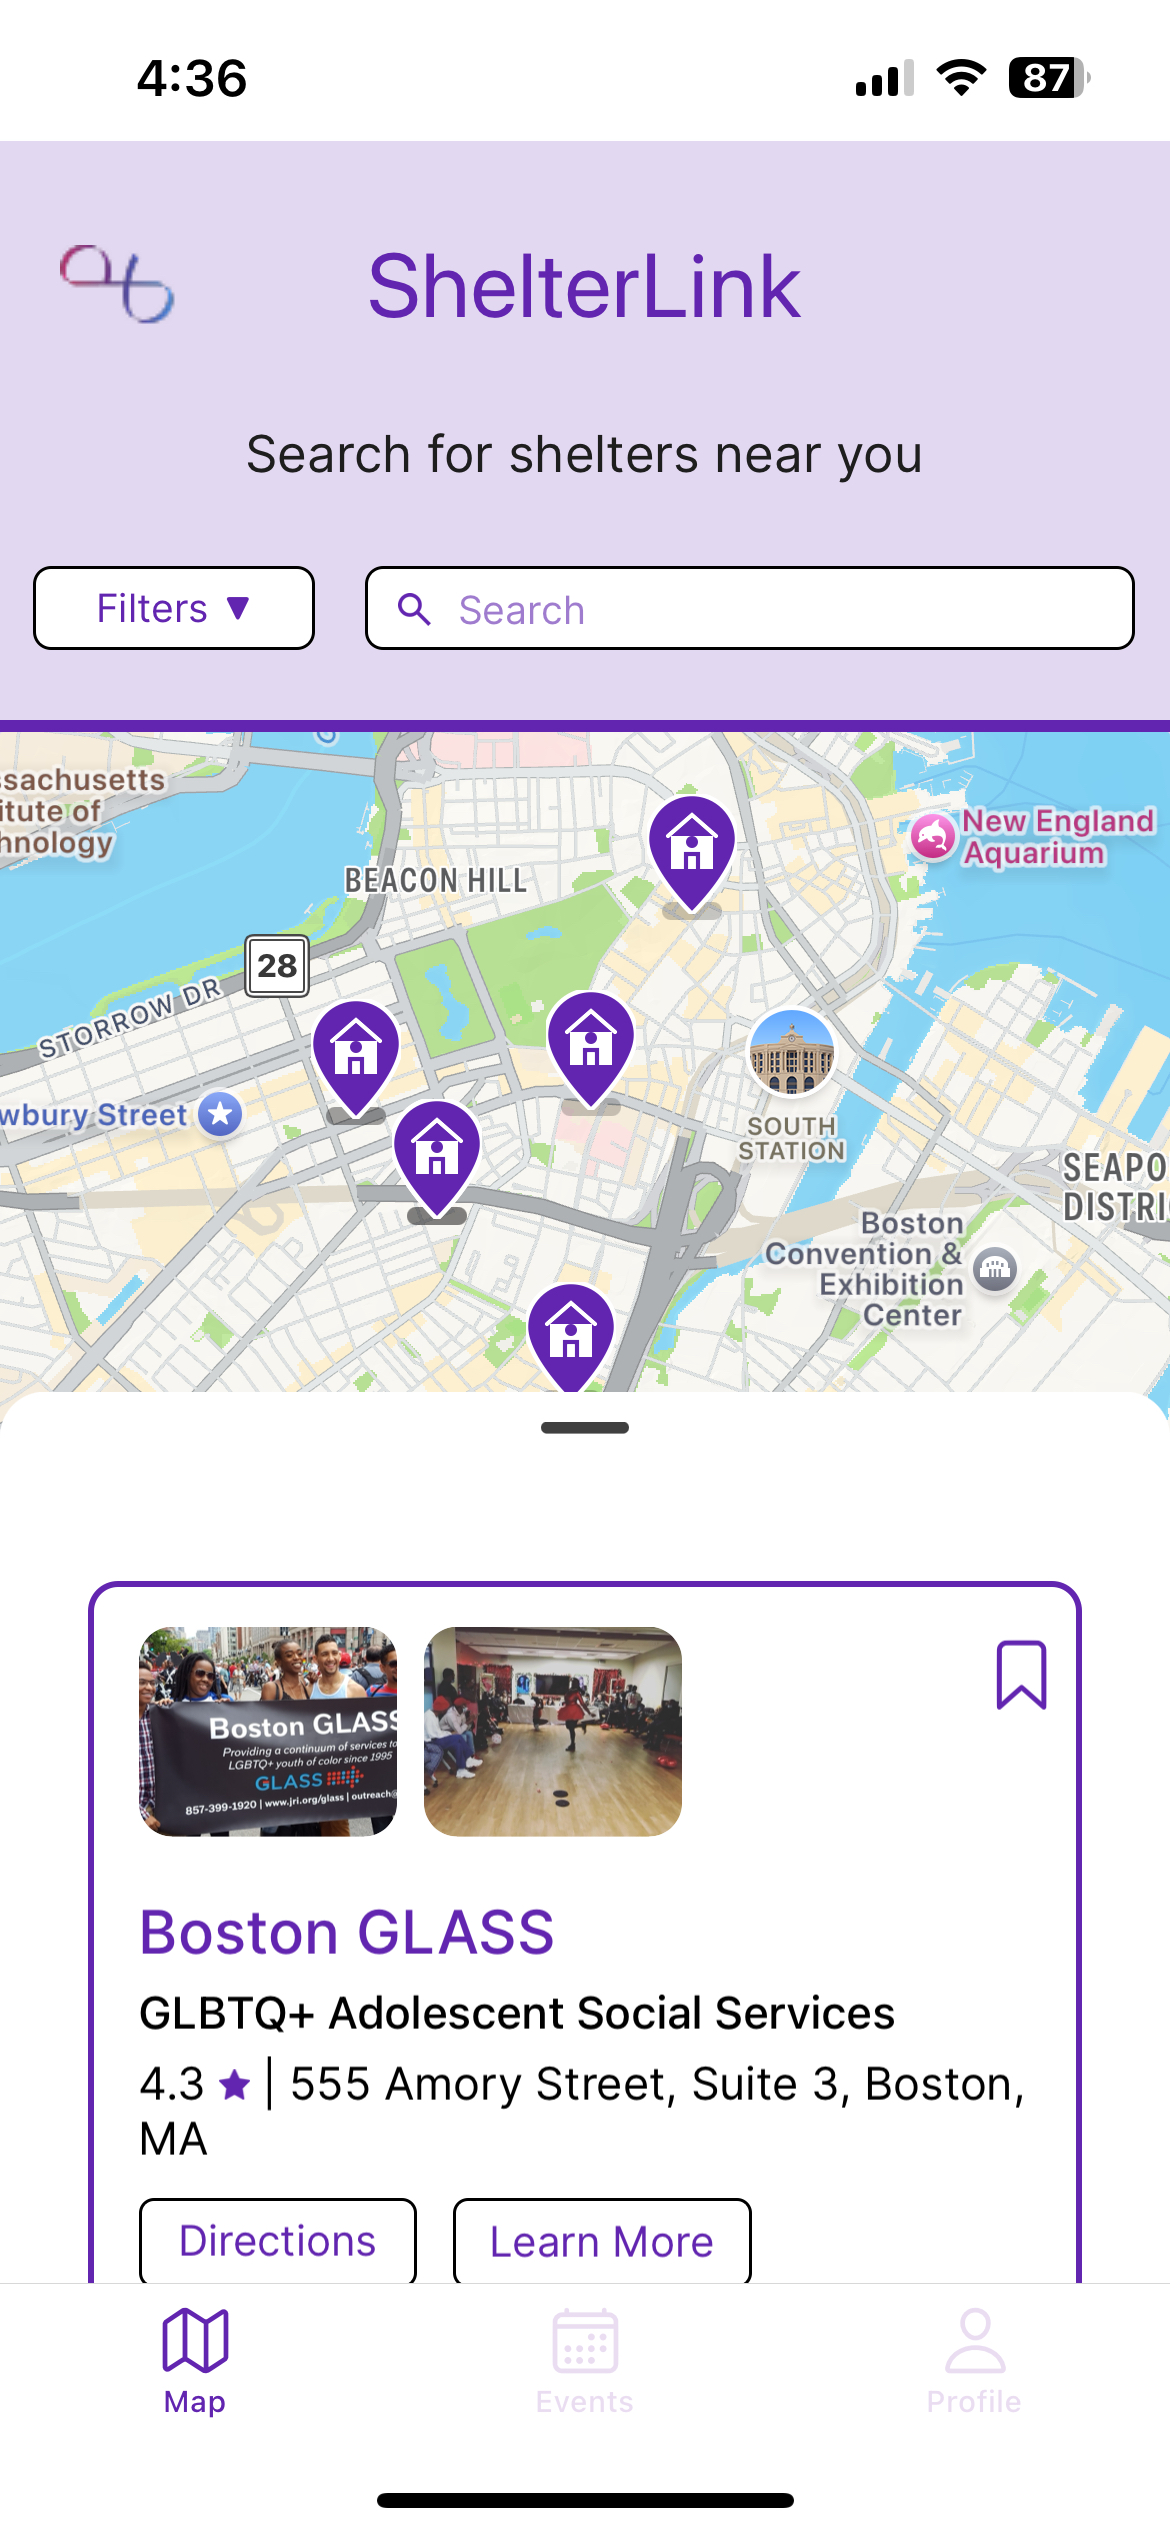 4:36
87
ShelterLink
Search for shelters near you
Filters ▼
Search
ssachusetts
itute of
hnology
New England
Aquarium
BEACON HILL
28
STORROW DR
wbury Street
SOUTH
STATION
SEAPO
DISTRI
Boston
Convention &
Exhibition
Center
Boston GLASS
Providing a continuum of services to
LGBTQ+ youth of color since 1995
GLASS
857-399-1920 | www.jri.org/glass | outreach@
Boston GLASS
GLBTQ+ Adolescent Social Services
4.3 ★ | 555 Amory Street, Suite 3, Boston,
MA
Directions
Learn More
Map
Events
Profile